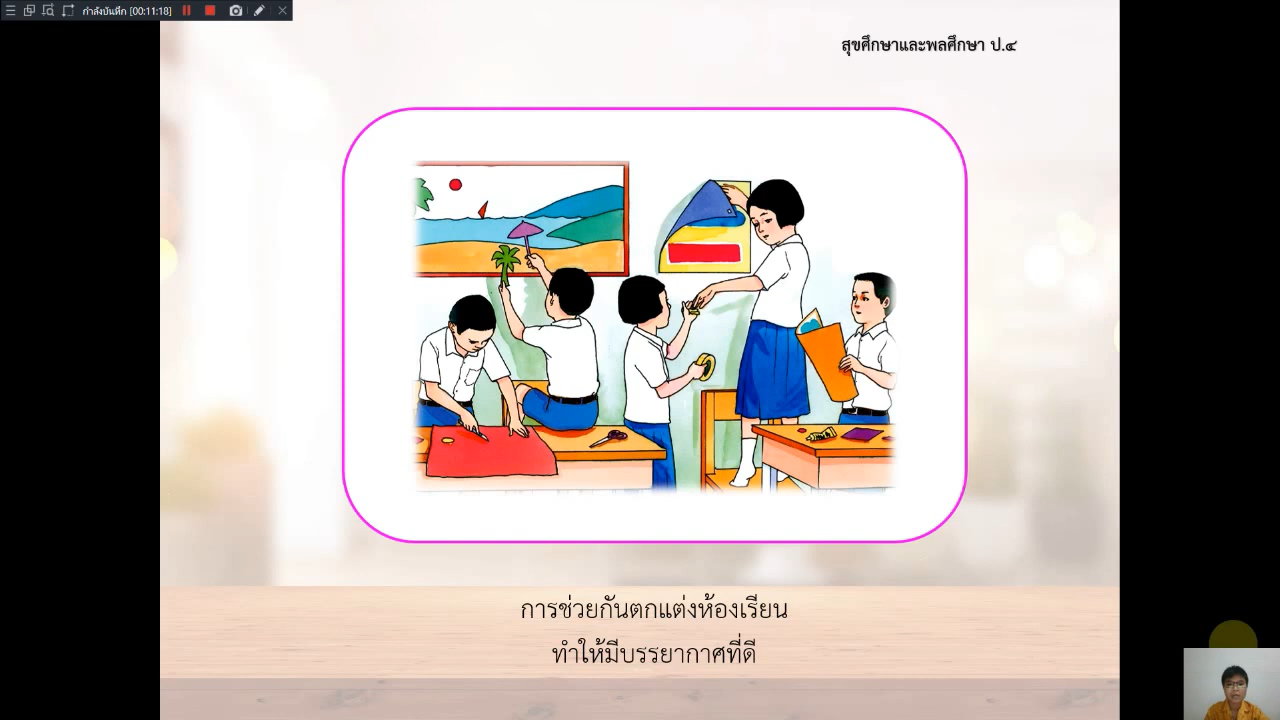 กำลังบันทึก [00:11:18]
สุขศึกษาและพลศึกษา ป.๔
การช่วยกันตกแต่งห้องเรียน
ทำให้มีบรรยากาศที่ดี